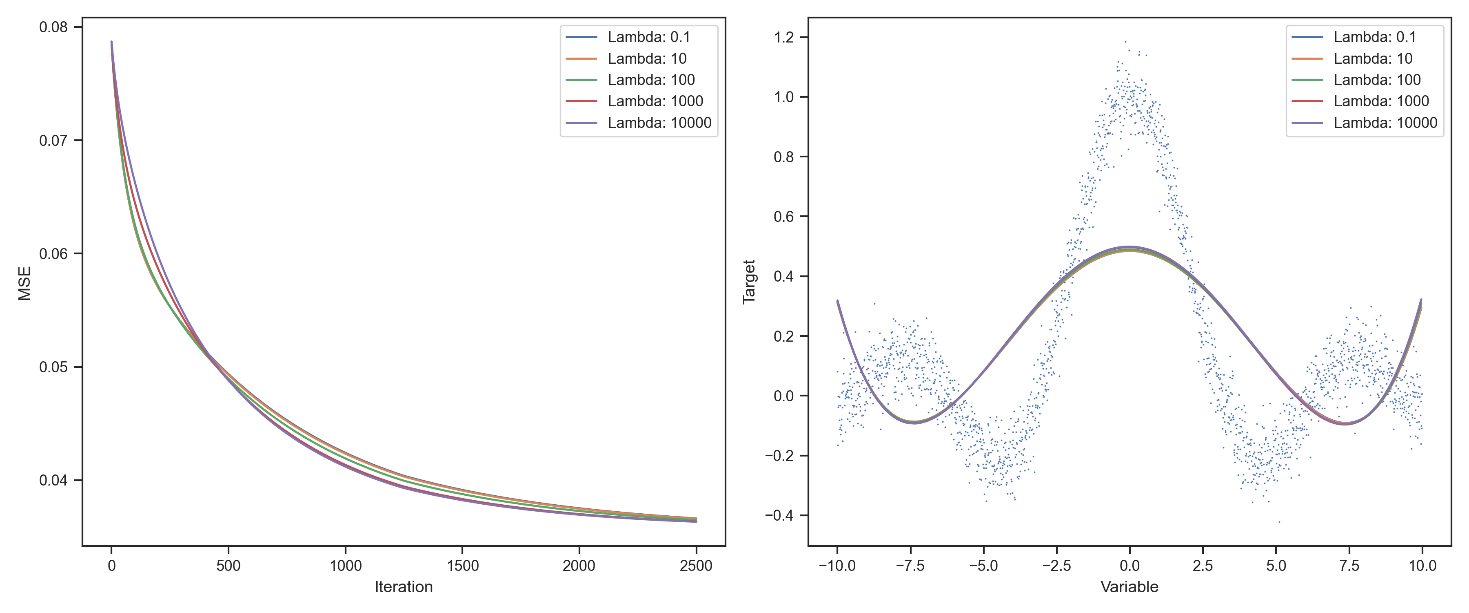 0.08
0.07
0.06
0.05
0.04
MSE
0
500
1000
1500
2000
2500
Iteration
Lambda: 0.1
Lambda: 10
Lambda: 100
Lambda: 1000
Lambda: 10000
1.2
1.0
0.8
0.6
0.4
0.2
0.0
−0.2
−0.4
Target
−10.0
−7.5
−5.0
−2.5
0.0
2.5
5.0
7.5
10.0
Variable
Lambda: 0.1
Lambda: 10
Lambda: 100
Lambda: 1000
Lambda: 10000